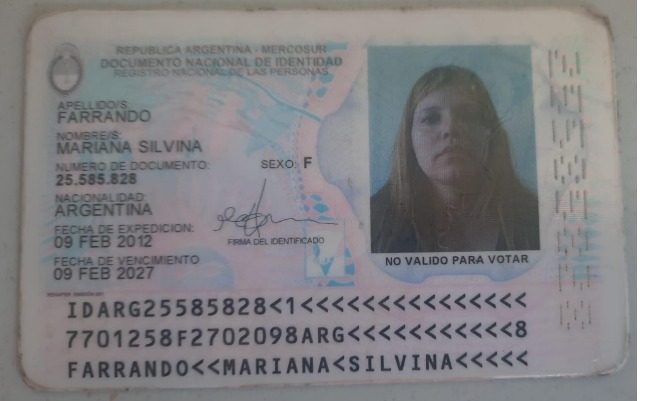 REPUBLICA ARGENTINA - MERCOSUR
DOCUMENTO NACIONAL DE IDENTIDAD
REGISTRO NACIONAL DE LAS PERSONAS
APELLIDO/S:
FARRANDO
NOMBRE/S:
MARIANA SILVINA
NUMERO DE DOCUMENTO: SEXO: F
25.585.828
NACIONALIDAD:
ARGENTINA
FECHA DE EXPEDICION:
09 FEB 2012
FIRMA DEL IDENTIFICADO
FECHA DE VENCIMIENTO
09 FEB 2027
NO VALIDO PARA VOTAR
IDARG25585828<1<<<<<<<<<<<<<<<
7701258F2702098ARG<<<<<<<<<<<8
FARRANDO<<MARIANA<SILVINA<<<<<